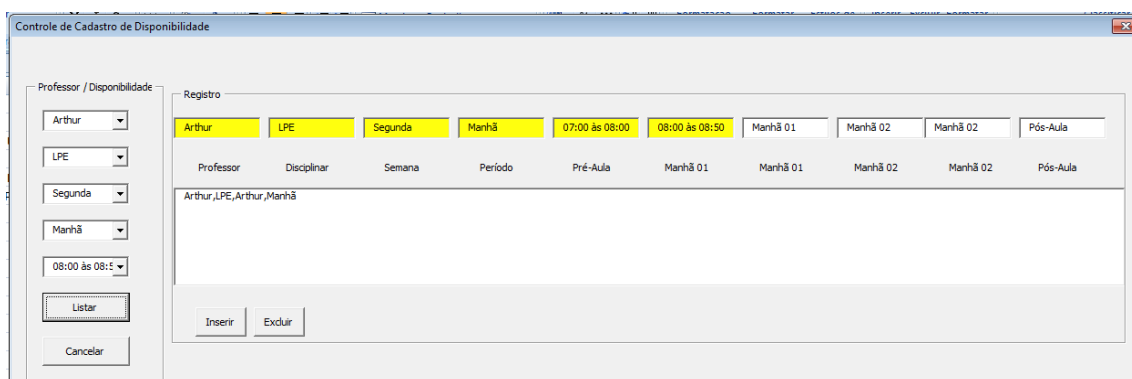 Controle de Cadastro de Disponibilidade
Professor / Disponibilidade
Arthur
LPE
Segunda
Manhã
08:00 às 08:5
Listar
Cancelar
Registro
Arthur LPE Segunda Manhã 07:00 às 08:00 08:00 às 08:50 Manhã 01 Manhã 02 Manhã 02 Pós-Aula
Professor Disciplinar Semana Período Pré-Aula Manhã 01 Manhã 01 Manhã 02 Manhã 02 Pós-Aula
Arthur,LPE,Arthur,Manhã
Inserir Excluir